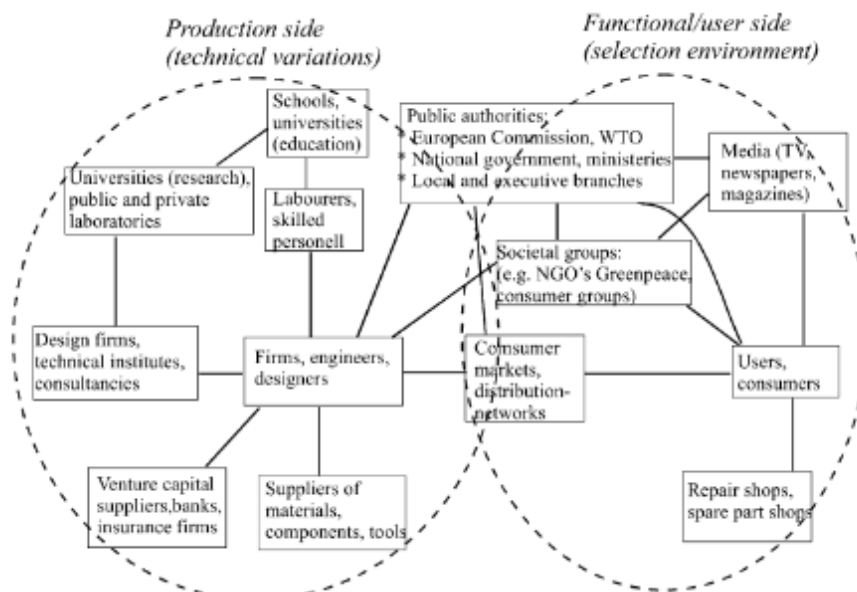 Production side
(technical variations)
Functional/user side
(selection environment)
Schools,
universities
(education)
Public authorities:
* European Commission, WTO
* National government, ministeries
* Local and executive branches
Media (TV,
newspapers,
magazines)
Universities (research),
public and private
laboratories
Labourers,
skilled
personell
Societal groups:
(e.g. NGO's Greenpeace,
consumer groups)
Design firms,
technical institutes,
consultancies
Firms, engineers,
designers
Comsumer
markets,
distribution-
networks
Users,
consumers
Venture capital
suppliers,banks,
insurance firms
Suppliers of
materials,
components, tools
Repair shops,
spare part shops